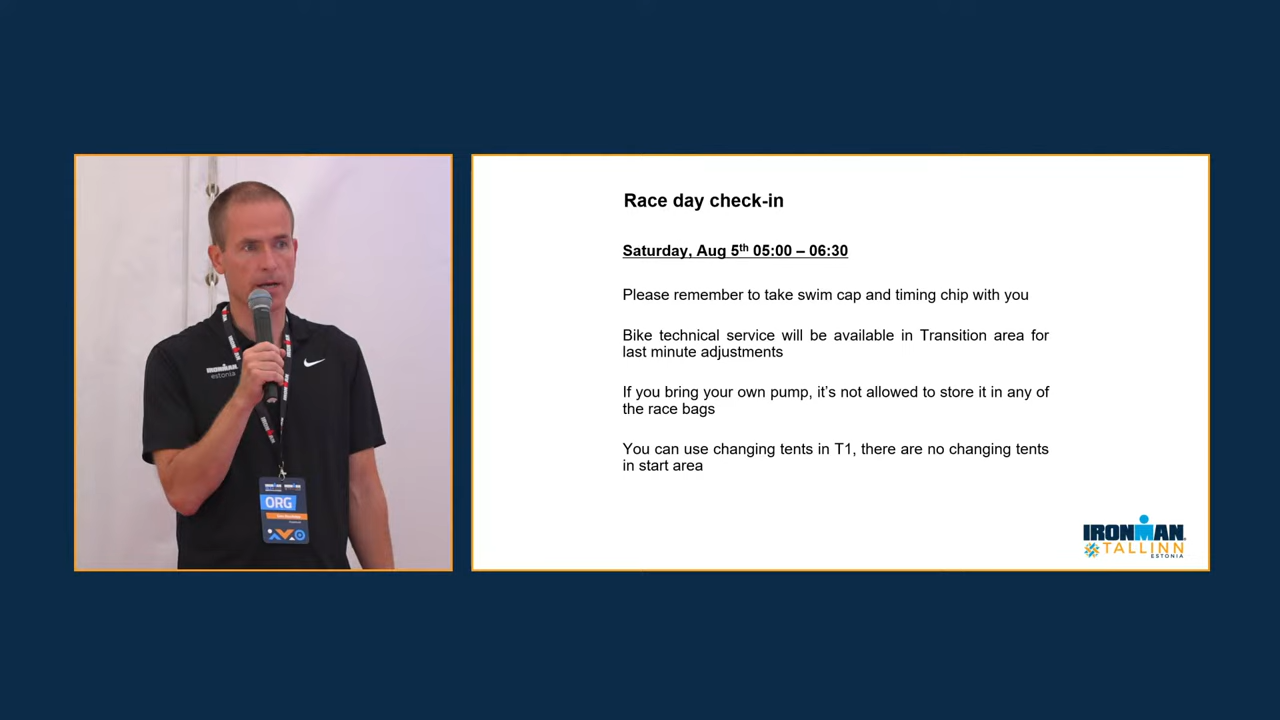 IRONMAN
estonia
ORG
Race day check-in
Saturday, Aug 5th 05:00 – 06:30
Please remember to take swim cap and timing chip with you
Bike technical service will be available in Transition area for
last minute adjustments
If you bring your own pump, it's not allowed to store it in any of
the race bags
You can use changing tents in T1, there are no changing tents
in start area
IRONMAN
TALLINN
ESTONIA